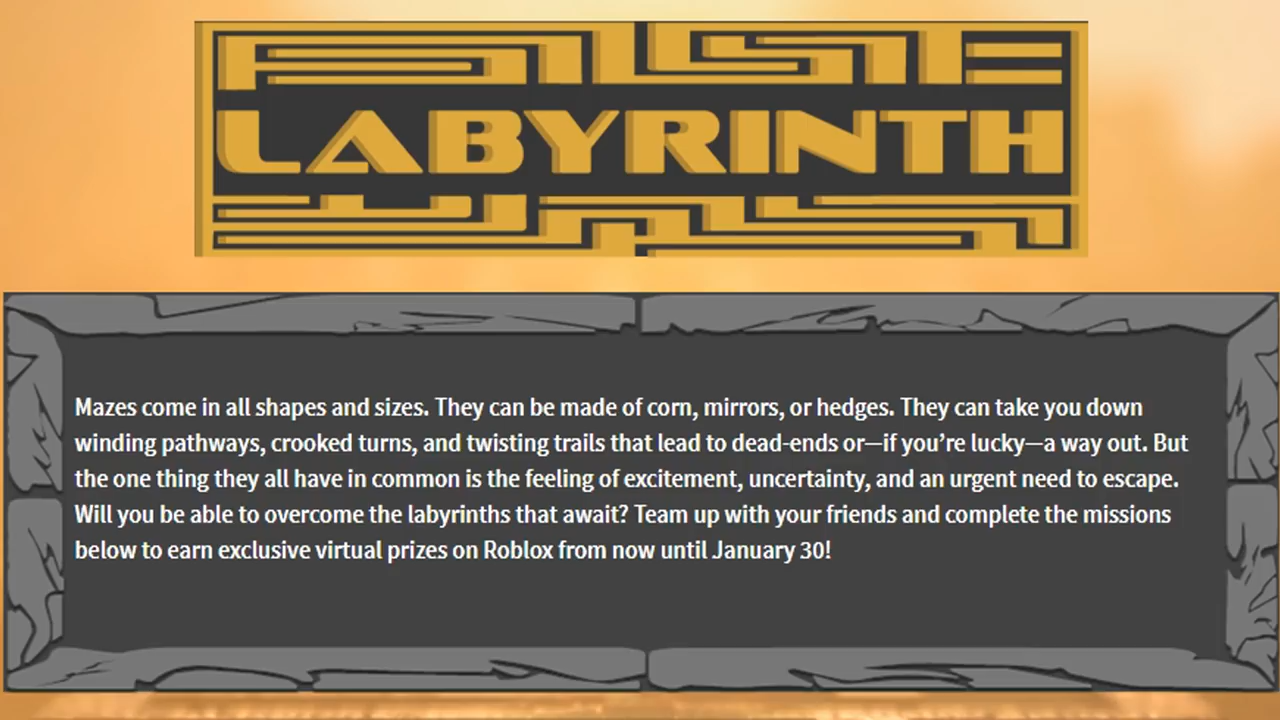 LABYRINTH
Mazes come in all shapes and sizes. They can be made of corn, mirrors, or hedges. They can take you down
winding pathways, crooked turns, and twisting trails that lead to dead-ends or—if you’re lucky—a way out. But
the one thing they all have in common is the feeling of excitement, uncertainty, and an urgent need to escape.
Will you be able to overcome the labyrinths that await? Team up with your friends and complete the missions
below to earn exclusive virtual prizes on Roblox from now until January 30!